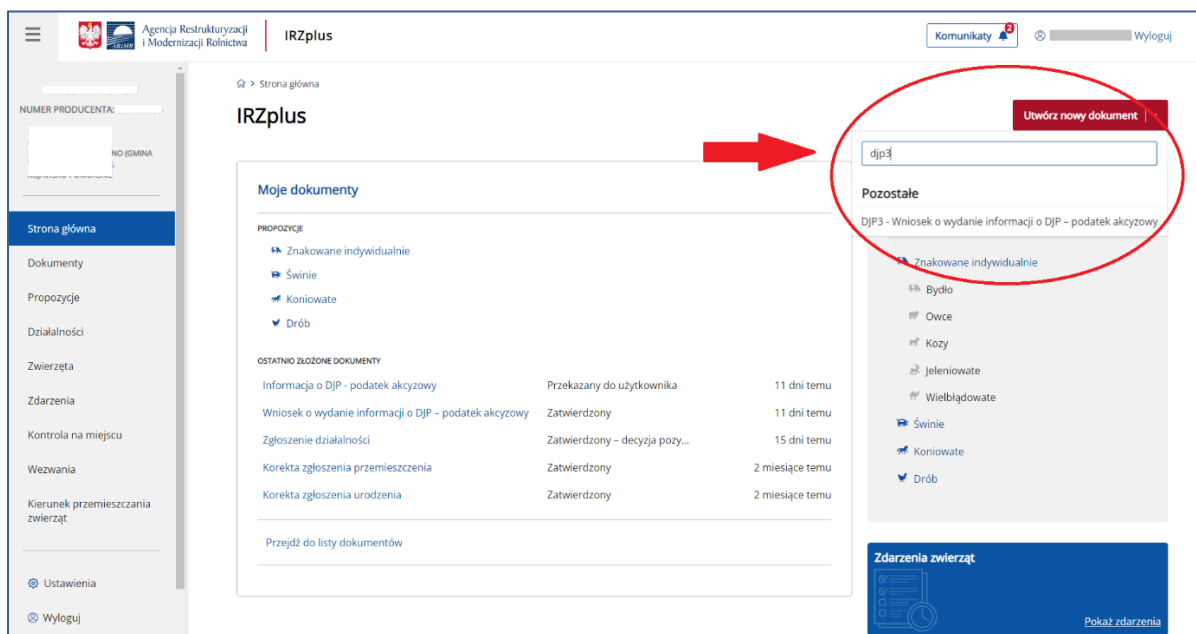 Agencja Restrukturyzacji
i Modernizacji Rolnictwa
IRZplus
Komunikaty 2
Wyloguj
NUMER PRODUCENTA:
NO (GMINA
Strona główna
Dokumenty
Propozycje
Działalności
Zwierzęta
Zdarzenia
Kontrola na miejscu
Wezwania
Kierunek przemieszczania
zwierząt
Ustawienia
Wyloguj
> Strona główna
IRZplus
Moje dokumenty
PROPOZYCJE
Znakowane indywidualnie
Świnie
Koniowate
Drób
OSTATNIO ZŁOŻONE DOKUMENTY
Informacja o DJP - podatek akcyzowy Przekazany do użytkownika 11 dni temu
Wniosek o wydanie informacji o DJP – podatek akcyzowy Zatwierdzony 11 dni temu
Zgłoszenie działalności Zatwierdzony – decyzja pozy... 15 dni temu
Korekta zgłoszenia przemieszczenia Zatwierdzony 2 miesiące temu
Korekta zgłoszenia urodzenia Zatwierdzony 2 miesiące temu
Przejdź do listy dokumentów
Utwórz nowy dokument
djp3
Pozostałe
DJP3 - Wniosek o wydanie informacji o DJP – podatek akcyzowy
Znakowane indywidualnie
Bydło
Owce
Kozy
Jeleniowate
Wielbłądowate
Świnie
Koniowate
Drób
Zdarzenia zwierząt
Pokaż zdarzenia